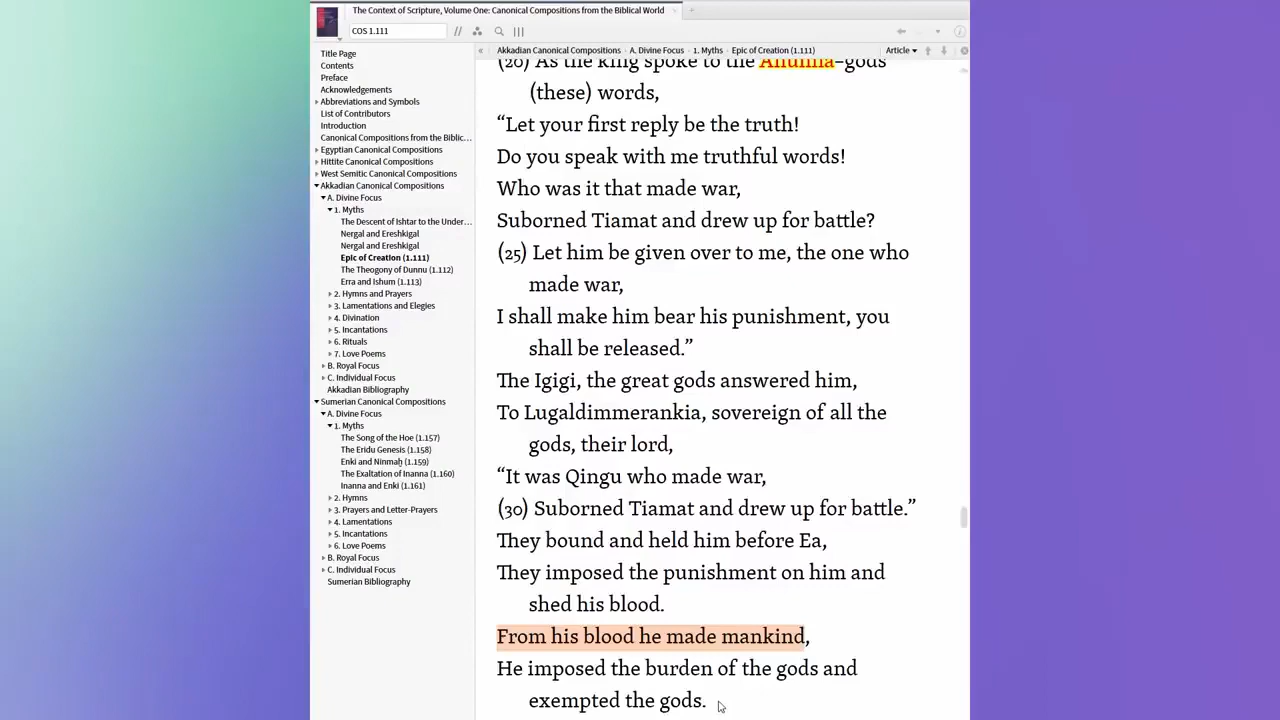 The Context of Scripture, Volume One: Canonical Compositions from the Biblical World
COS 1.111
Title Page
Contents
Preface
Acknowledgements
Abbreviations and Symbols
List of Contributors
Introduction
Canonical Compositions from the Biblic...
Egyptian Canonical Compositions
Hittite Canonical Compositions
West Semitic Canonical Compositions
Akkadian Canonical Compositions
A. Divine Focus
1. Myths
The Descent of Ishtar to the Under...
Nergal and Ereshkigal
Nergal and Ereshkigal
Epic of Creation (1.111)
The Theogony of Dunnu (1.112)
Erra and Ishum (1.113)
2. Hymns and Prayers
3. Lamentations and Elegies
4. Divination
5. Incantations
6. Rituals
7. Love Poems
B. Royal Focus
C. Individual Focus
Akkadian Bibliography
Sumerian Canonical Compositions
A. Divine Focus
1. Myths
The Song of the Hoe (1.157)
The Eridu Genesis (1.158)
Enki and Ninmaḫ (1.159)
The Exaltation of Inanna (1.160)
Inanna and Enki (1.161)
2. Hymns
3. Prayers and Letter-Prayers
4. Lamentations
5. Incantations
6. Love Poems
B. Royal Focus
C. Individual Focus
Sumerian Bibliography
Akkadian Canonical Compositions › A. Divine Focus › 1. Myths › Epic of Creation (1.111)
Article
(20) As the king spoke to the Anunna–gods
(these) words,
“Let your first reply be the truth!
Do you speak with me truthful words!
Who was it that made war,
Suborned Tiamat and drew up for battle?
(25) Let him be given over to me, the one who
made war,
I shall make him bear his punishment, you
shall be released.”
The Igigi, the great gods answered him,
To Lugaldimmerankia, sovereign of all the
gods, their lord,
“It was Qingu who made war,
(30) Suborned Tiamat and drew up for battle.”
They bound and held him before Ea,
They imposed the punishment on him and
shed his blood.
From his blood he made mankind,
He imposed the burden of the gods and
exempted the gods.